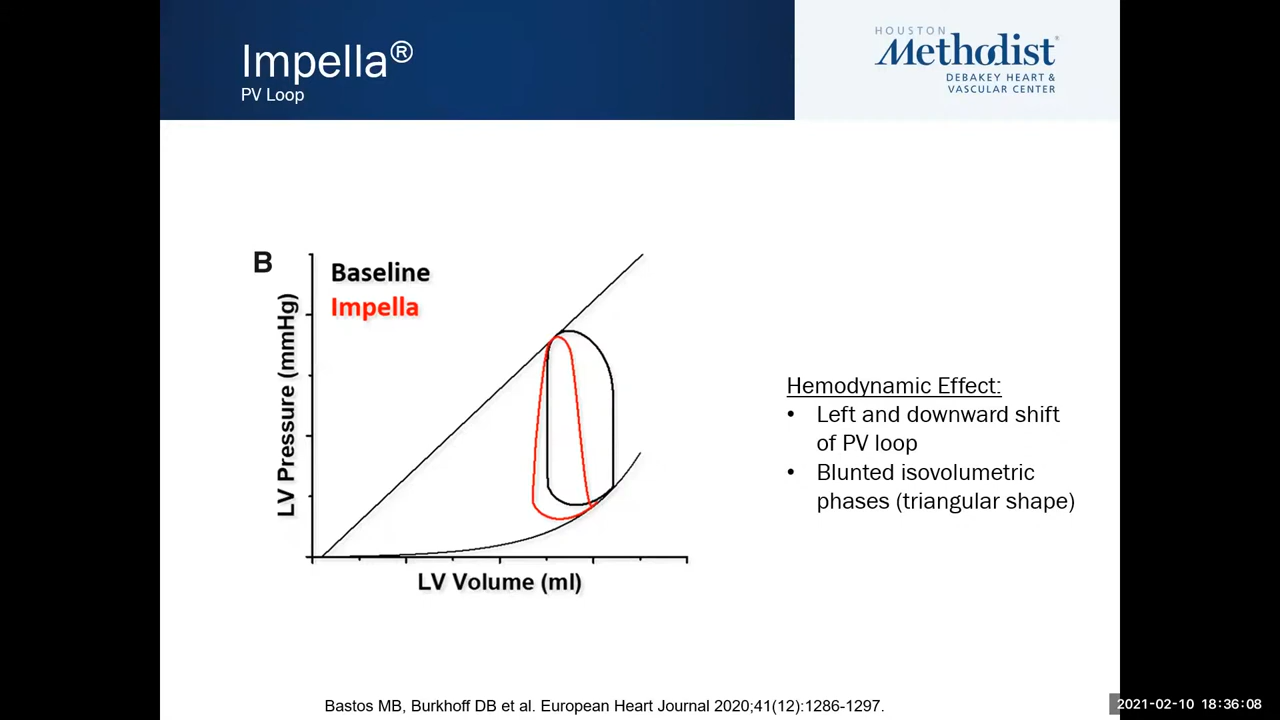 Impella®
PV Loop
HOUSTON
Methodist®
DEBAKEY HEART &
VASCULAR CENTER
B
Baseline
Impella
LV Pressure (mmHg)
LV Volume (ml)
Hemodynamic Effect:
• Left and downward shift
of PV loop
• Blunted isovolumetric
phases (triangular shape)
Bastos MB, Burkhoff DB et al. European Heart Journal 2020;41(12):1286-1297.
2021-02-10 18:36:08